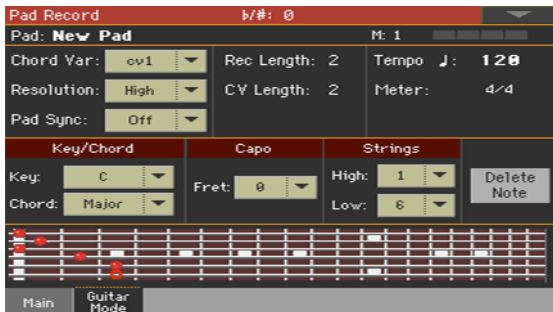 Pad Record ♭/#: 0
Pad: New Pad M: 1
Chord Var: cv1 Rec Length: 2 Tempo ♩: 120
Resolution: High CV Length: 2 Meter: 4/4
Pad Sync: Off
Key/Chord Capo Strings
Key: C Fret: 0 High: 1 Delete
Chord: Major Low: 6 Note
Main Guitar
Mode